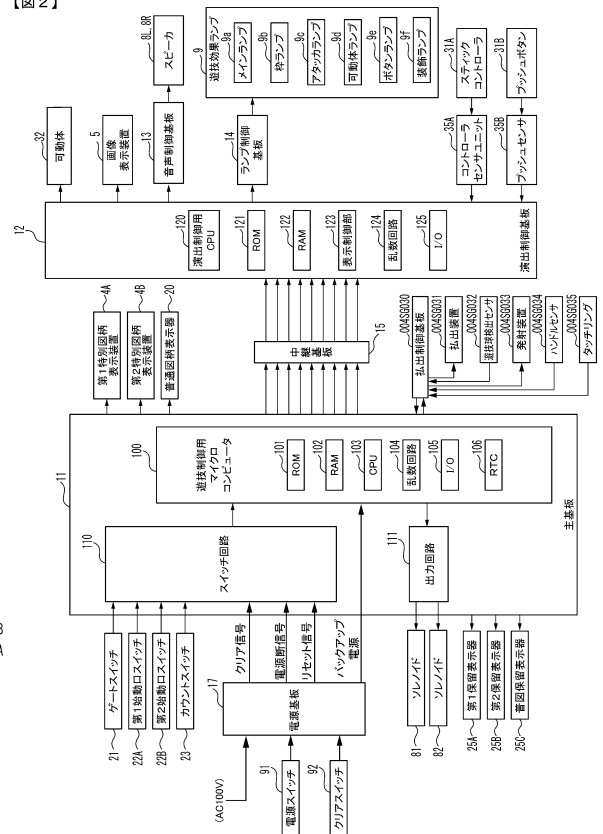 【図2】
32
可動体
5
画像
表示装置
13
音声制御基板
8L, 8R
スピーカ
14
ランプ制御
基板
9
遊技効果ランプ
9a
メインランプ
9b
枠ランプ
9c
アタッカランプ
9d
可動体ランプ
9e
ボタンランプ
9f
装飾ランプ
31A
スティック
コントローラ
35A
コントローラ
センサユニット
31B
プッシュボタン
35B
プッシュセンサ
12
120
演出制御用
CPU
121
ROM
122
RAM
123
表示制御部
124
乱数回路
125
I/O
演出制御基板
4A
第1特別図柄
表示装置
4B
第2特別図柄
表示装置
20
普通図柄表示器
15
中継基板
004SG030
払出制御基板
004SG031
払出装置
004SG032
遊技球検出センサ
004SG033
発射装置
004SG034
ハンドルセンサ
004SG035
タッチリング
11
100
遊技制御用
マイクロ
コンピュータ
101
ROM
102
RAM
103
CPU
104
乱数回路
105
I/O
106
RTC
主基板
110
スイッチ回路
111
出力回路
21
ゲートスイッチ
22A
第1始動口スイッチ
22B
第2始動口スイッチ
23
カウントスイッチ
クリア信号
電源断信号
リセット信号
バックアップ
電源
17
電源基板
(AC100V)
91
電源スイッチ
92
クリアスイッチ
81
ソレノイド
82
ソレノイド
25A
第1保留表示器
25B
第2保留表示器
25C
普図保留表示器